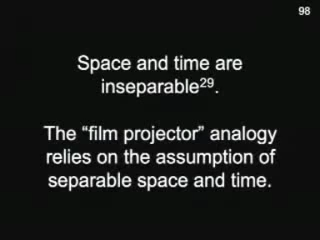 98
Space and time are
inseparable29.
The “film projector” analogy
relies on the assumption of
separable space and time.